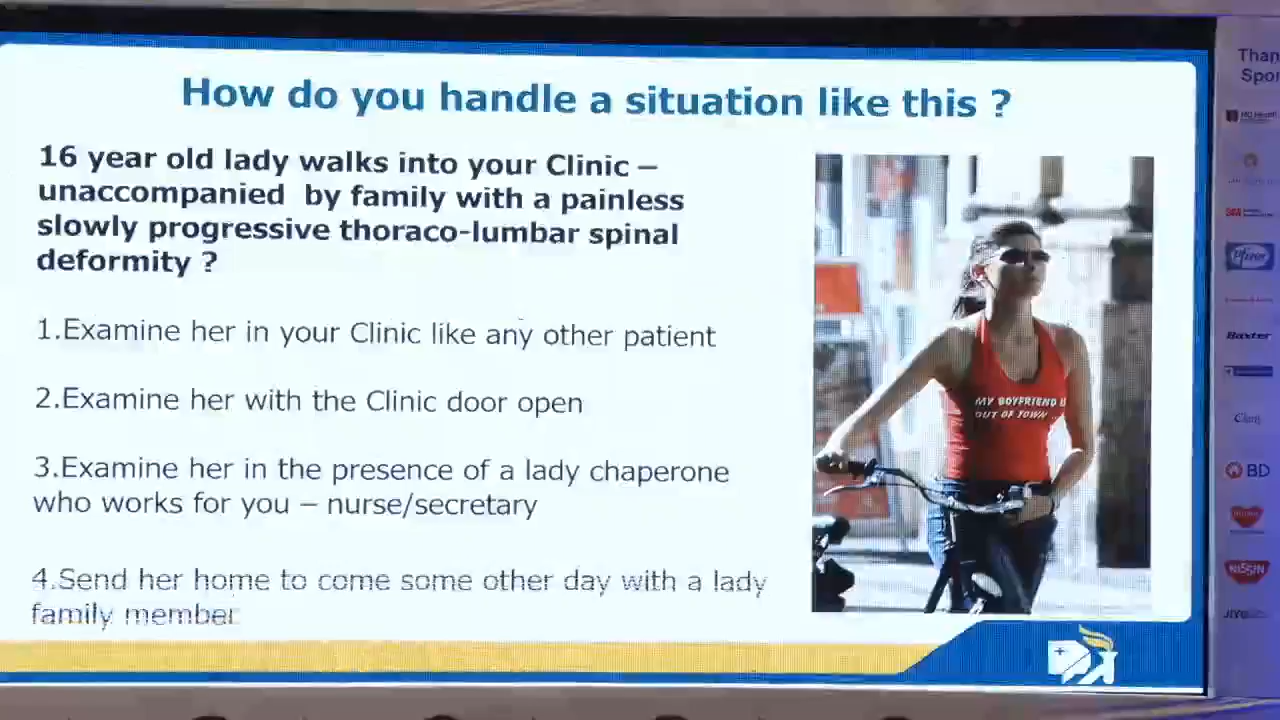 How do you handle a situation like this ?
16 year old lady walks into your Clinic –
unaccompanied by family with a painless
slowly progressive thoraco-lumbar spinal
deformity ?
1.Examine her in your Clinic like any other patient
2.Examine her with the Clinic door open
3.Examine her in the presence of a lady chaperone
who works for you – nurse/secretary
4.Send her home to come some other day with a lady
family member
MY BOYFRIEND IS
OUT OF TOWN
Than
Spor
Pfizer
Baxter
BD
NISSIN